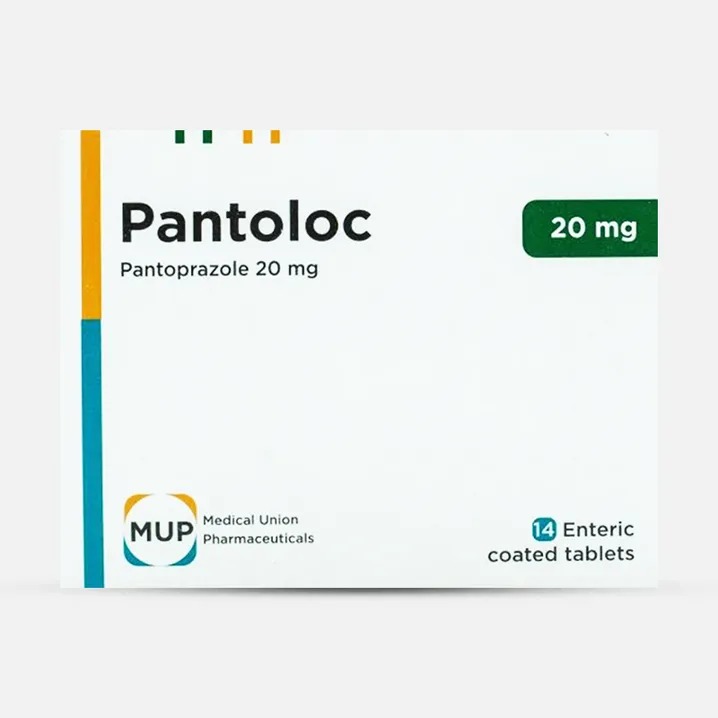 Pantoloc
20 mg
Pantoprazole 20 mg
MUP
Medical Union
Pharmaceuticals
14 Enteric
coated tablets